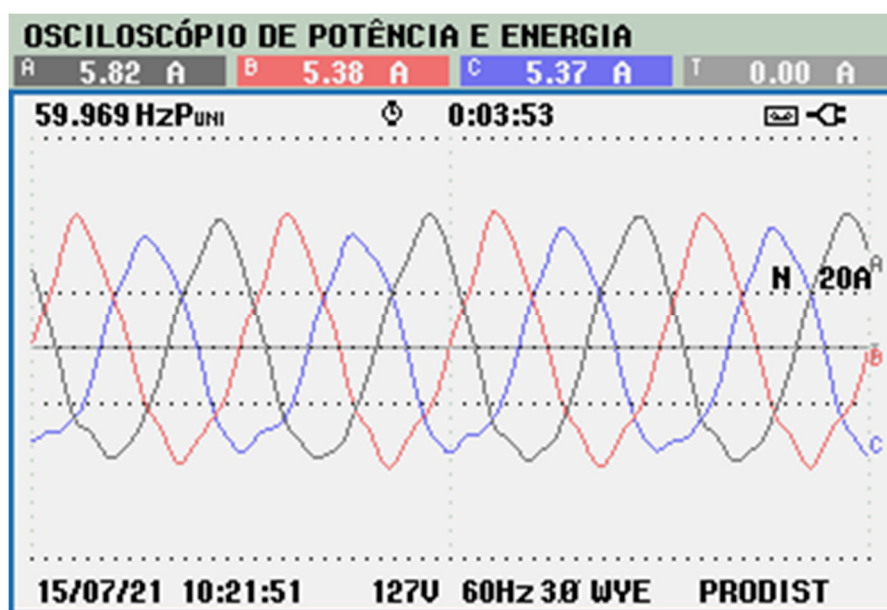 OSCILOSCÓPIO DE POTÊNCIA E ENERGIA
A 5.82 A B 5.38 A C 5.37 A T 0.00 A
59.969 HzPUNI 0:03:53
A
N 20A
B
C
15/07/21 10:21:51 127V 60Hz 3.Ø WYE PRODIST